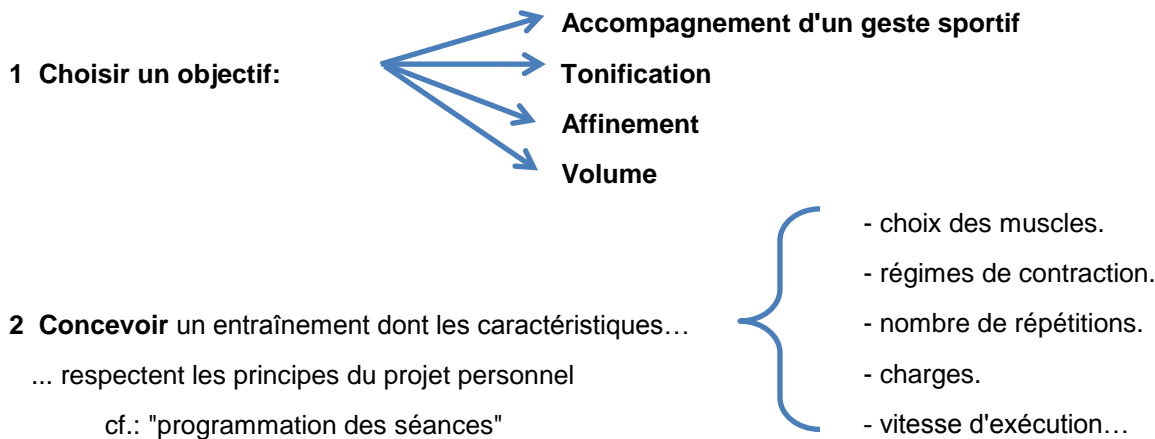 Accompagnement d'un geste sportif
1 Choisir un objectif:
Tonification
Affinement
Volume
- choix des muscles.
- régimes de contraction.
2 Concevoir un entraînement dont les caractéristiques…
- nombre de répétitions.
... respectent les principes du projet personnel
- charges.
cf.: "programmation des séances"
- vitesse d'exécution…